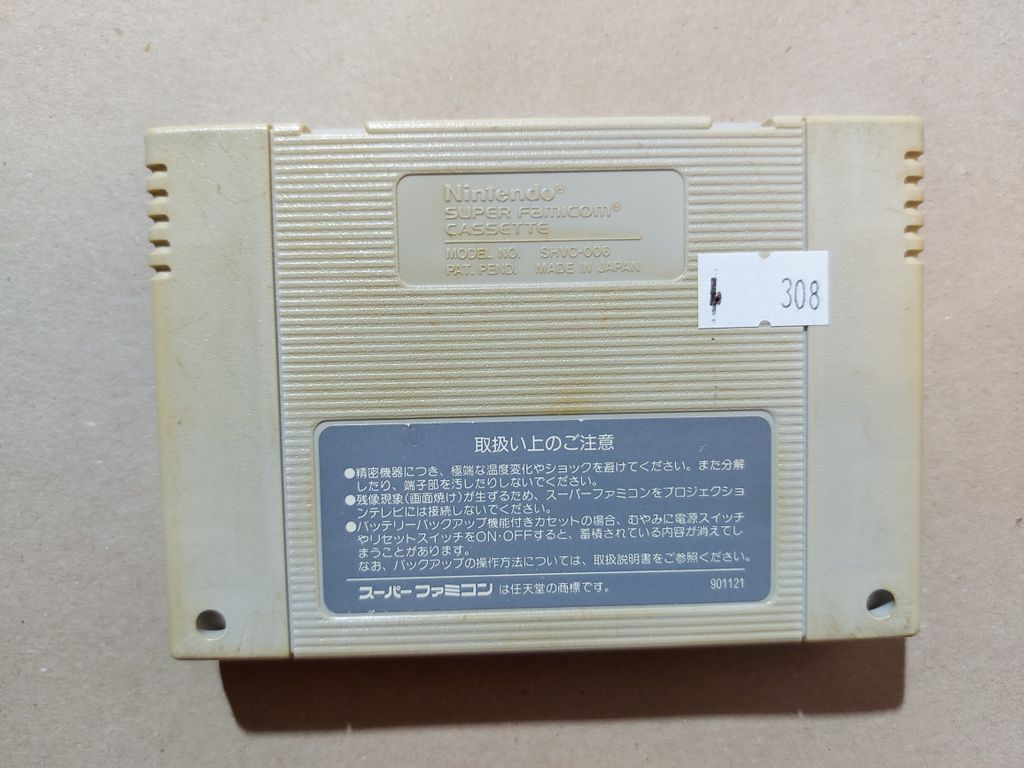 Nintendo®
SUPER Famicom®
CASSETTE
MODEL NO. SHVC-006
PAT. PEND. MADE IN JAPAN
308
取扱い上のご注意
●精密機器につき、極端な温度変化やショックを避けてください。また分解
したり、端子部を汚したりしないでください。
●残像現象(画面焼け)が生ずるため、スーパーファミコンをプロジェクショ
ンテレビには接続しないでください。
●バッテリーバックアップ機能付きカセットの場合、むやみに電源スイッチ
やリセットスイッチをON・OFFすると、蓄積されている内容が消えてし
まうことがあります。
なお、バックアップの操作方法については、取扱説明書をご参照ください。
スーパーファミコン は任天堂の商標です。 901121